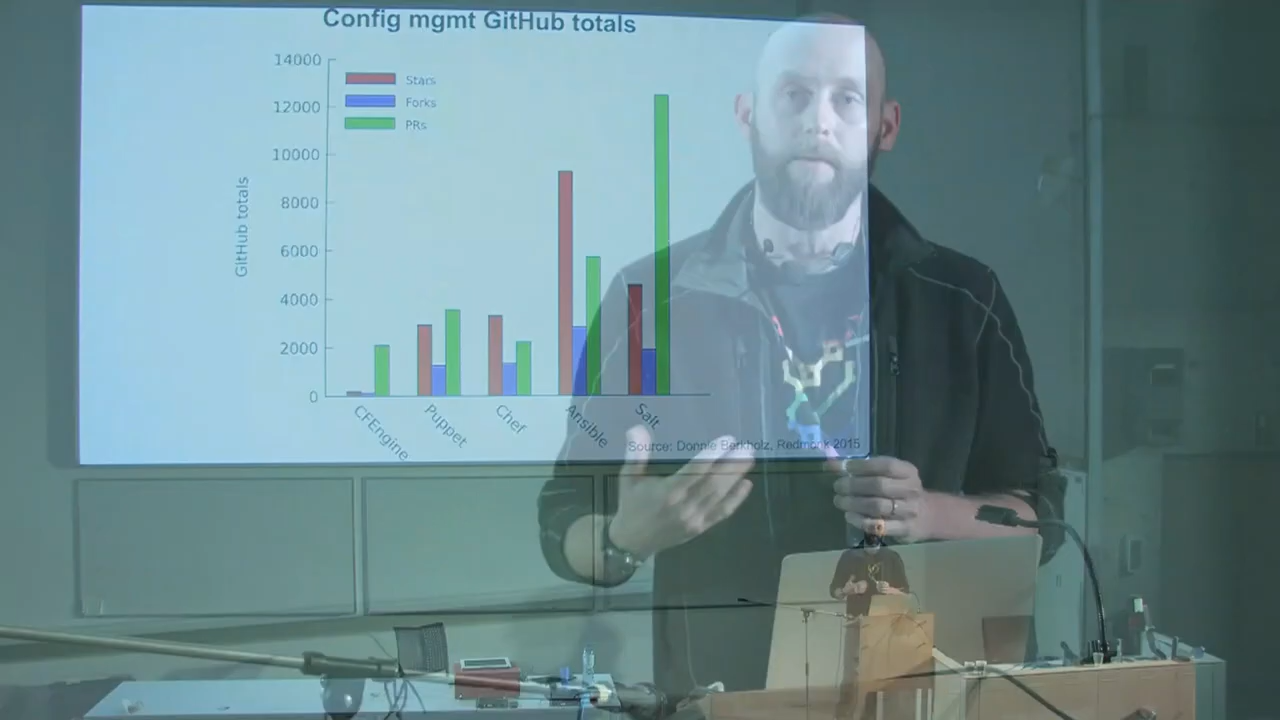 Config mgmt GitHub totals
14000
Stars
12000
Forks
PRs
10000
8000
GitHub totals
6000
4000
2000
0
CFEngine
Puppet
Chef
Ansible
Salt
Source: Donnie Berkholz, Redmonk 2015